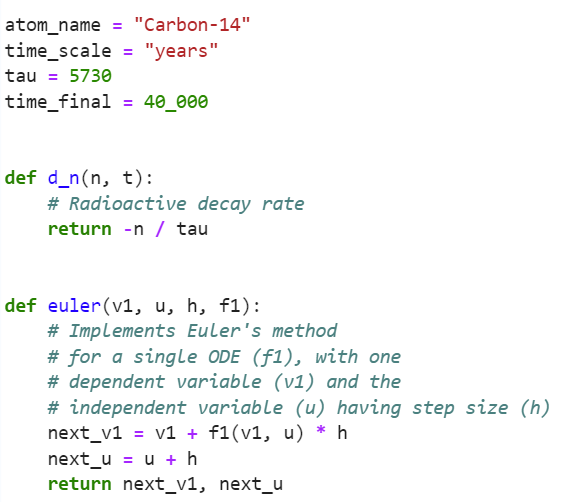 atom_name = "Carbon-14"
time_scale = "years"
tau = 5730
time_final = 40_000
def d_n(n, t):
    # Radioactive decay rate
    return -n / tau
def euler(v1, u, h, f1):
    # Implements Euler's method
    # for a single ODE (f1), with one
    # dependent variable (v1) and the
    # independent variable (u) having step size (h)
    next_v1 = v1 + f1(v1, u) * h
    next_u = u + h
    return next_v1, next_u